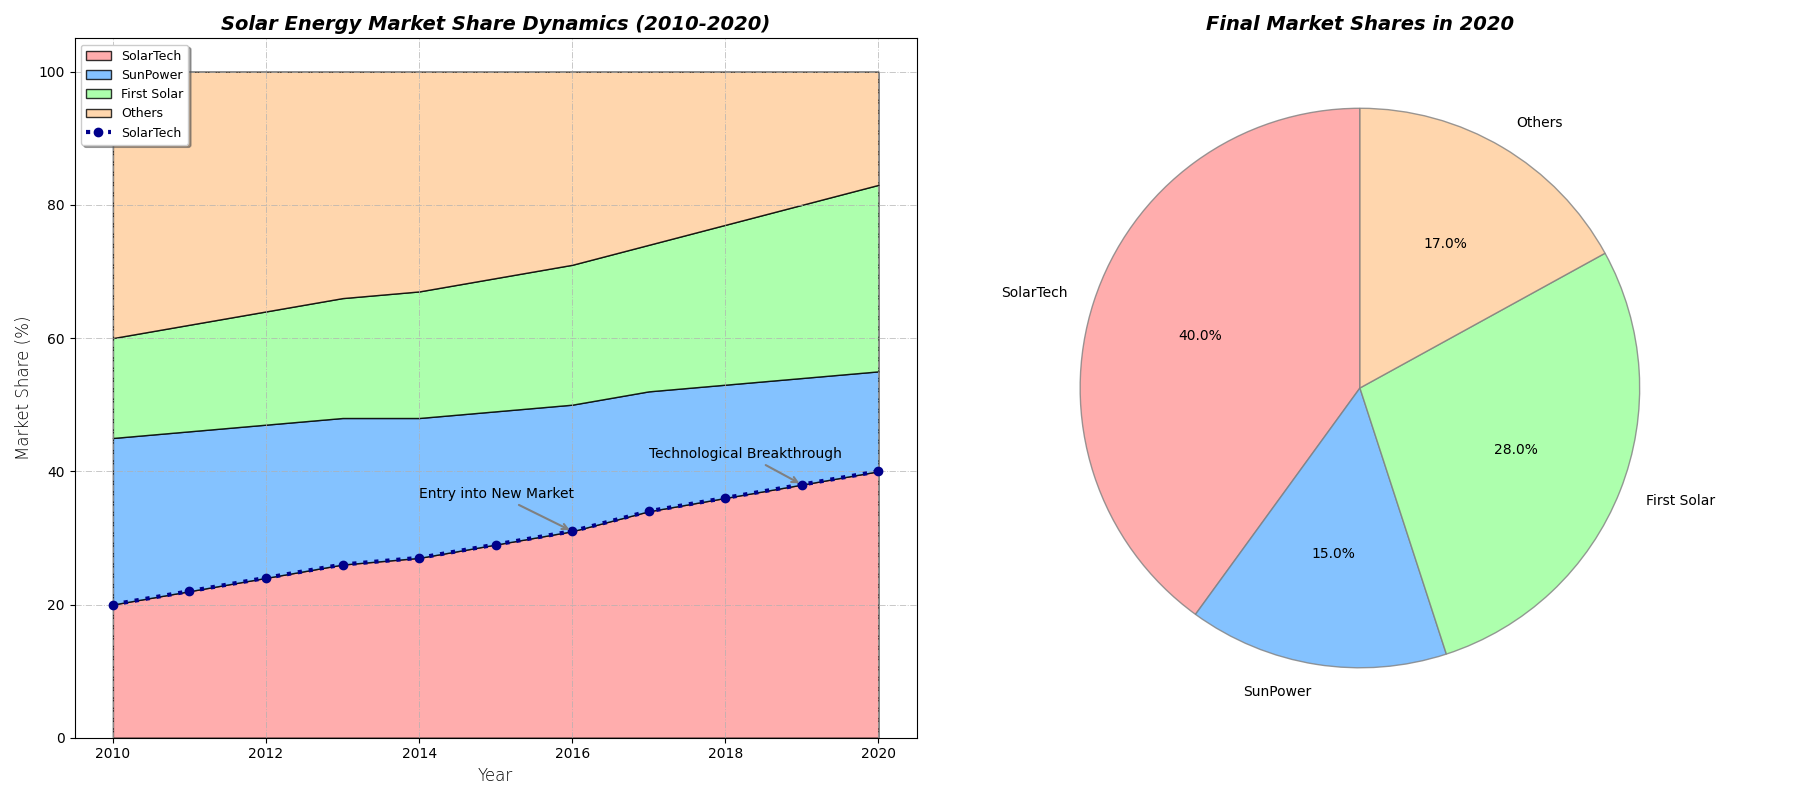 Solar Energy Market Share Dynamics (2010-2020)
SolarTech
SunPower
First Solar
Others
SolarTech
100
80
60
40
20
0
Market Share (%)
Technological Breakthrough
Entry into New Market
2010
2012
2014
2016
2018
2020
Year
Final Market Shares in 2020
Others
17.0%
SolarTech
40.0%
28.0%
First Solar
15.0%
SunPower